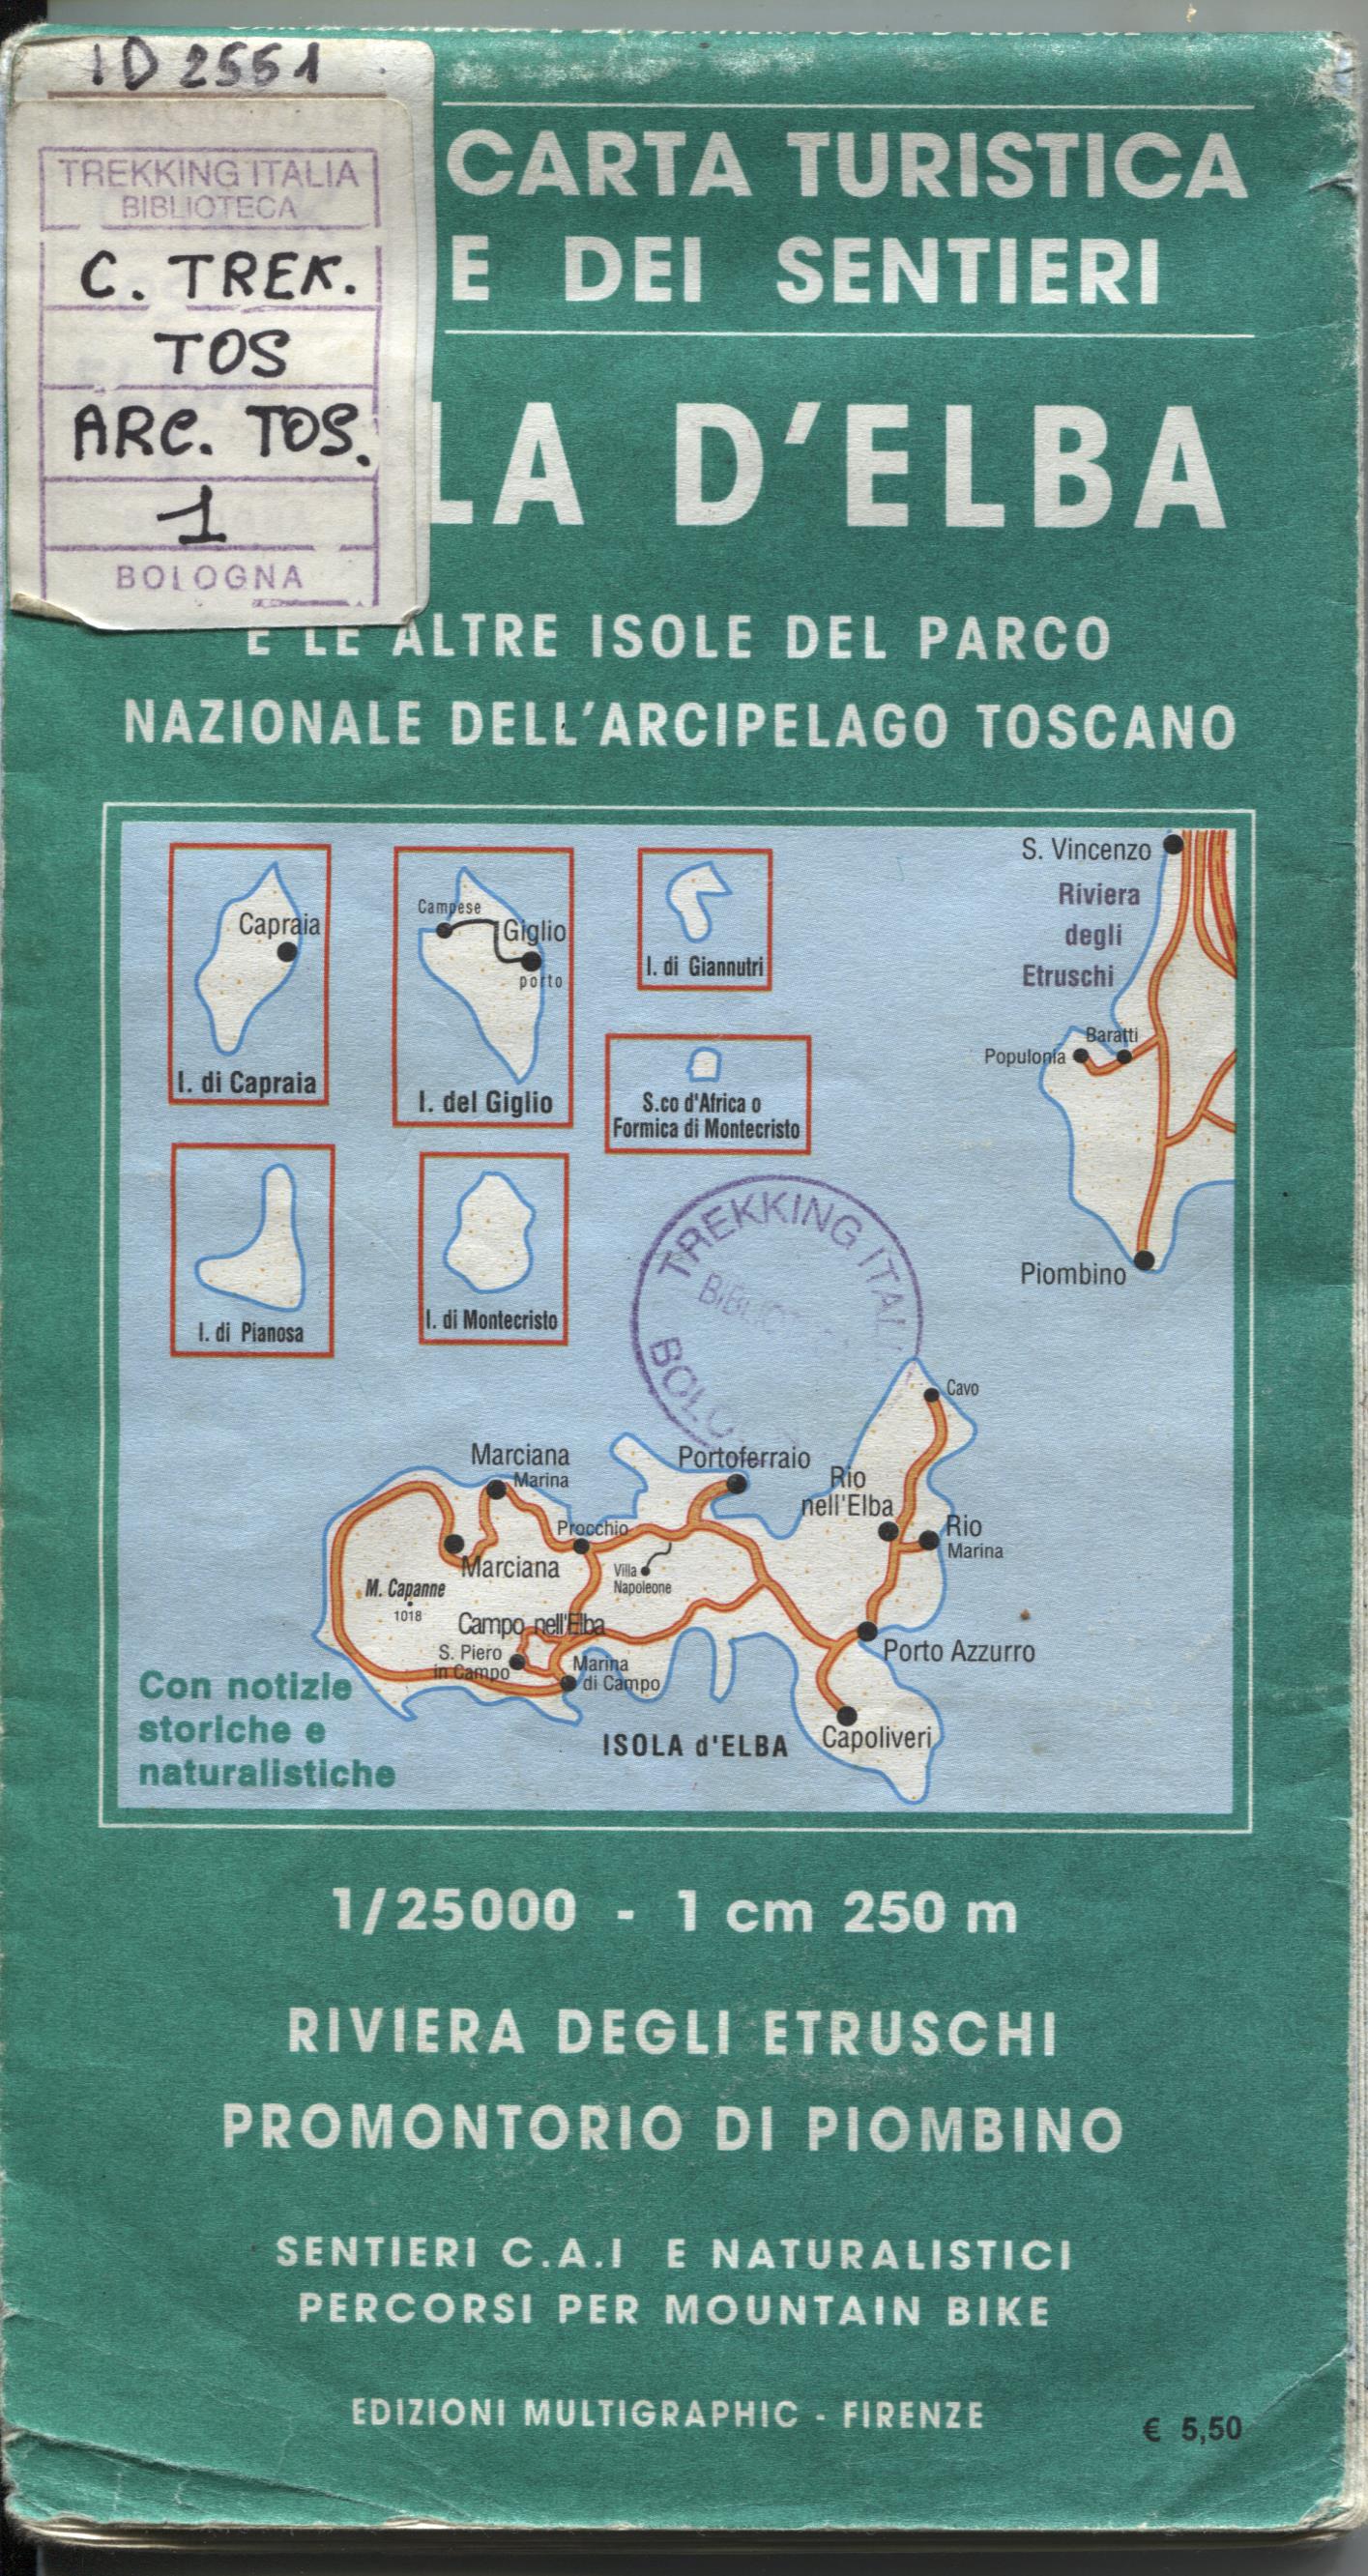 ID 2551
TREKKING ITALIA
BIBLIOTECA
C. TREK.
TOS
ARC. TOS.
1
BOLOGNA
CARTA TURISTICA
E DEI SENTIERI
LA D'ELBA
E LE ALTRE ISOLE DEL PARCO
NAZIONALE DELL'ARCIPELAGO TOSCANO
Capraia
I. di Capraia
Campese
Giglio
porto
I. del Giglio
I. di Giannutri
S.co d'Africa o
Formica di Montecristo
I. di Pianosa
I. di Montecristo
S. Vincenzo
Riviera
degli
Etruschi
Baratti
Populonia
Piombino
TREKKING ITAL
BOLO
Cavo
Marciana
Marina
Portoferraio
Rio
nell'Elba
Rio
Marina
Procchio
Marciana
Villa
Napoleone
M. Capanne
1018
Campo nell'Elba
S. Piero
in Campo
Marina
di Campo
Porto Azzurro
Capoliveri
ISOLA d'ELBA
Con notizie
storiche e
naturalistiche
1/25000 - 1 cm 250 m
RIVIERA DEGLI ETRUSCHI
PROMONTORIO DI PIOMBINO
SENTIERI C.A.I E NATURALISTICI
PERCORSI PER MOUNTAIN BIKE
EDIZIONI MULTIGRAPHIC - FIRENZE
€ 5,50